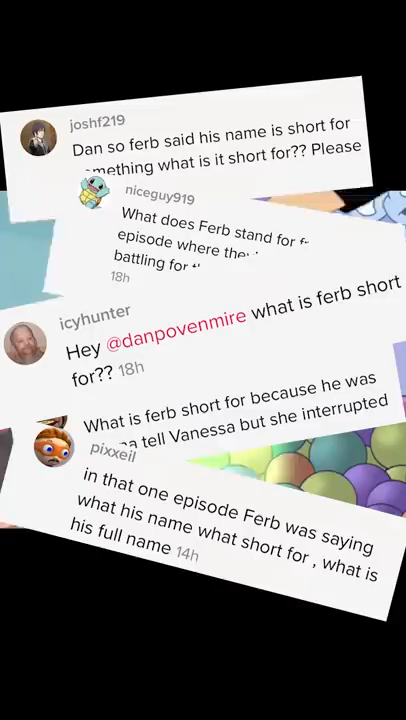 joshf219
Dan so ferb said his name is short for
something what is it short for?? Please
niceguy919
What does Ferb stand for
episode where
battling for
18h
icyhunter
Hey @danpovenmire what is ferb short
for?? 18h
What is ferb short for because he was
tell Vanessa but she interrupted
pixxeil
in that one episode Ferb was saying
what his name what short for , what is
his full name 14h